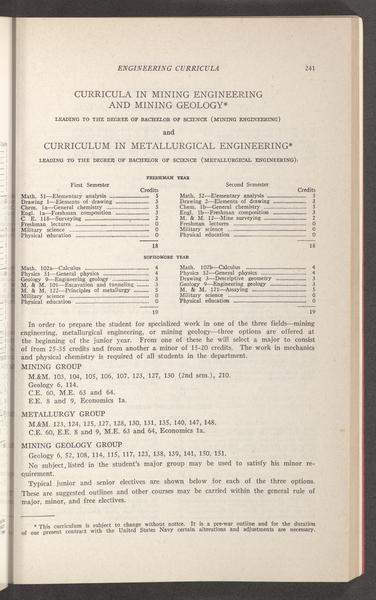 ENGINEERING CURRICULA 241
CURRICULA IN MINING ENGINEERING
AND MINING GEOLOGY*
LEADING TO THE DEGREE OF BACHELOR OF SCIENCE (MINING ENGINEERING)
and
CURRICULUM IN METALLURGICAL ENGINEERING*
LEADING TO THE DEGREE OF BACHELOR OF SCIENCE (METALLURGICAL ENGINEERING):
FRESHMAN YEAR
First Semester
Credits
Math. 51—Elementary analysis 5
Drawing 1—Elements of drawing 3
Chem. 1a—General chemistry 5
Engl. 1a—Freshman composition 3
C. E. 118—Surveying 2
Freshman lectures 0
Military science 0
Physical education 0
18
Second Semester
Credits
Math. 52—Elementary analysis 5
Drawing 2—Elements of drawing 3
Chem. 1b—General chemistry 5
Engl. 1b—Freshman composition 3
M. & M. 12—Mine surveying 2
Freshman lectures 0
Military science 0
Physical education 0
18
SOPHOMORE YEAR
Math. 102a—Calculus 4
Physics 51—General physics 4
Geology 9—Engineering geology 3
M. & M. 101—Excavation and tunneling 3
M. & M. 112—Principles of metallurgy 5
Military science 0
Physical education 0
19
Math. 102b—Calculus 4
Physics 52—General physics 4
Drawing 3—Descriptive geometry 3
Geology 9—Engineering geology 3
M. & M. 121—Assaying 5
Military science 0
Physical education 0
19
In order to prepare the student for specialized work in one of the three fields—mining
engineering, metallurgical engineering, or mining geology—three options are offered at
the beginning of the junior year. From one of these he will select a major to consist
of from 25-35 credits and from another a minor of 15-20 credits. The work in mechanics
and physical chemistry is required of all students in the department.
MINING GROUP
M.&M. 103, 104, 105, 106, 107, 123, 127, 130 (2nd sem.), 210.
Geology 6, 114.
C.E. 60, M.E. 63 and 64.
E.E. 8 and 9, Economics 1a.
METALLURGY GROUP
M.&M. 123, 124, 125, 127, 128, 130, 131, 135, 140, 147, 148.
C.E. 60, E.E. 8 and 9, M.E. 63 and 64, Economics 1a.
MINING GEOLOGY GROUP
Geology 6, 52, 108, 114, 115, 117, 123, 138, 139, 141, 150, 151.
No subject, listed in the student's major group may be used to satisfy his minor re-
quirement.
Typical junior and senior electives are shown below for each of the three options.
These are suggested outlines and other courses may be carried within the general rule of
major, minor, and free electives.
* This curriculum is subject to change without notice. It is a pre-war outline and for the duration
of our present contract with the United States Navy certain alterations and adjustments are necessary.